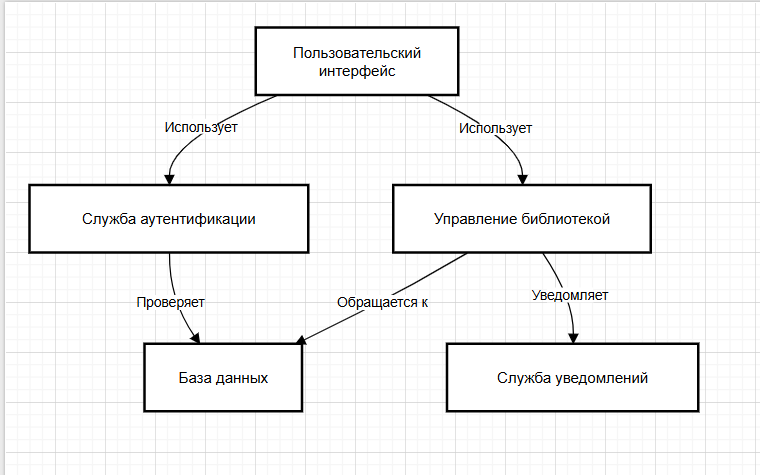 Пользовательский
интерфейс
Использует
Использует
Служба аутентификации
Управление библиотекой
Проверяет
Обращается к
Уведомляет
База данных
Служба уведомлений